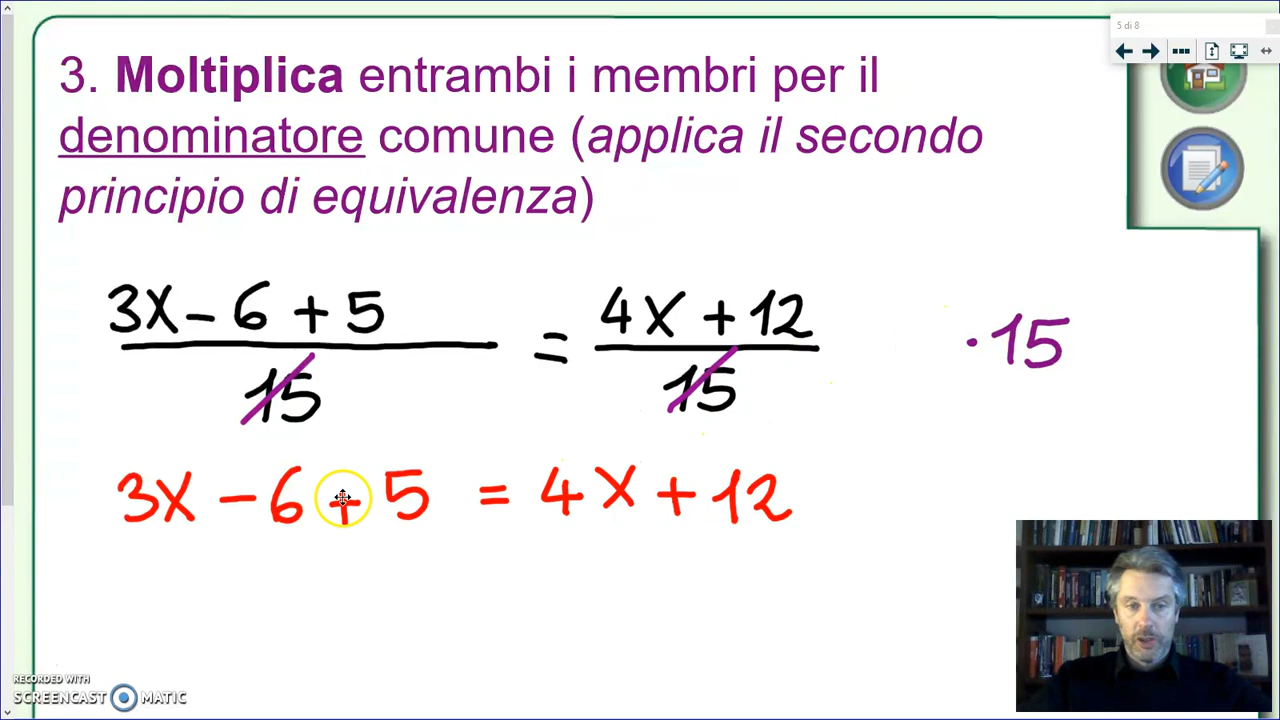 5 di 8
3. Moltiplica entrambi i membri per il
denominatore comune (applica il secondo
principio di equivalenza)
3x - 6 + 5
15
=
4x + 12
15
· 15
3x - 6 + 5 = 4x + 12
RECORDED WITH
SCREENCAST MATIC